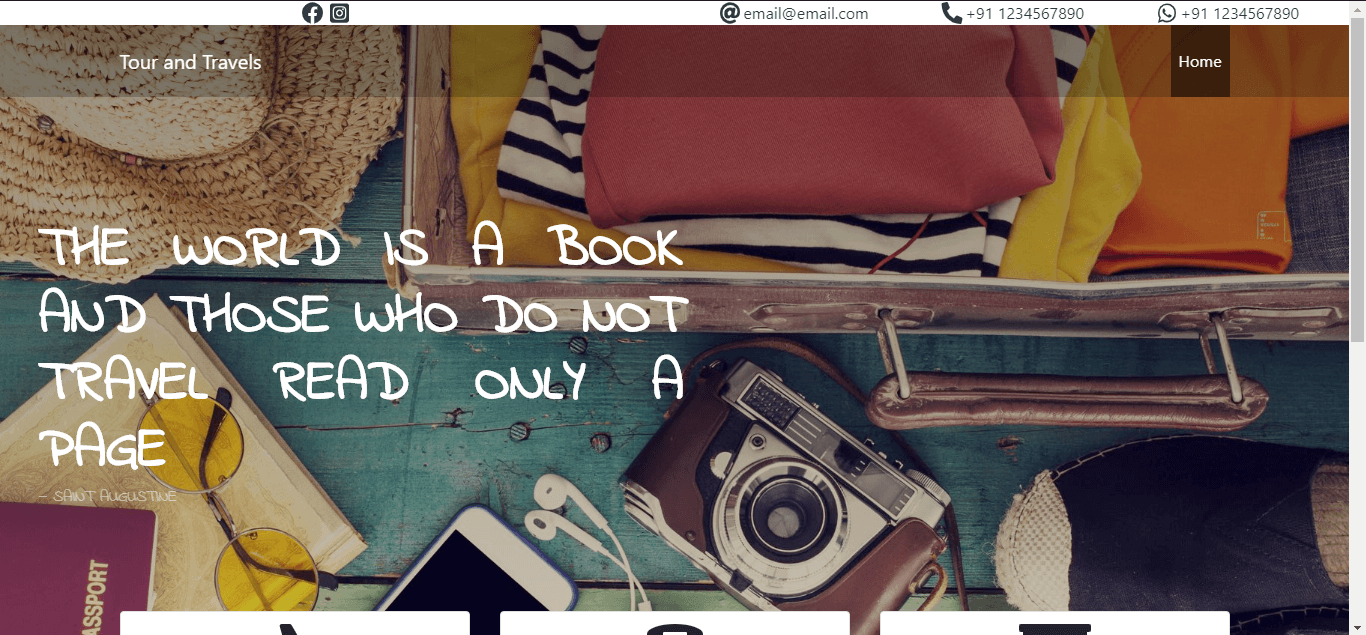 email@email.com +91 1234567890 +91 1234567890
Tour and Travels Home
THE WORLD IS A BOOK
AND THOSE WHO DO NOT
TRAVEL READ ONLY A
PAGE
— SAINT AUGUSTINE
ASSPORT